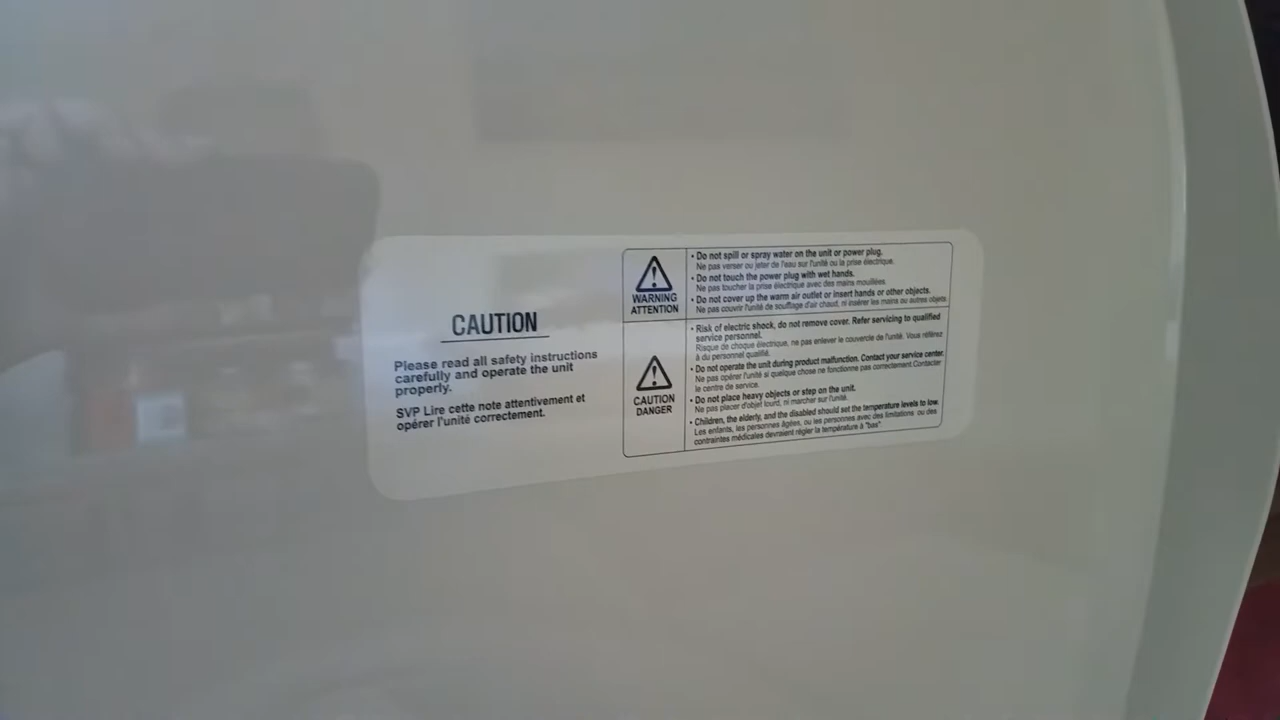 CAUTION
Please read all safety instructions
carefully and operate the unit
properly.
SVP Lire cette note attentivement et
opérer l'unité correctement.
WARNING
ATTENTION
• Do not spill or spray water on the unit or power plug.
Ne pas verser ou jeter de l'eau sur l'unité ou la prise électrique.
• Do not touch the power plug with wet hands.
Ne pas toucher la prise électrique avec des mains mouillées.
• Do not cover up the warm air outlet or insert hands or other objects.
Ne pas couvrir l'unité de soufflage d'air chaud, ni insérer les mains ou autres objets.
CAUTION
DANGER
• Risk of electric shock, do not remove cover. Refer servicing to qualified
service personnel.
Risque de choque électrique, ne pas enlever le couvercle de l'unité. Vous référez
à du personnel qualifié.
• Do not operate the unit during product malfunction. Contact your service center.
Ne pas opérer l'unité si quelque chose ne fonctionne pas correctement Contacter
le centre de service.
• Do not place heavy objects or step on the unit.
Ne pas placer d'objet lourd, ni marcher sur l'unité.
• Children, the elderly, and the disabled should set the temperature levels to low.
Les enfants, les personnes âgées, ou les personnes avec des limitations ou des
contraintes médicales devraient régler la température à "bas".